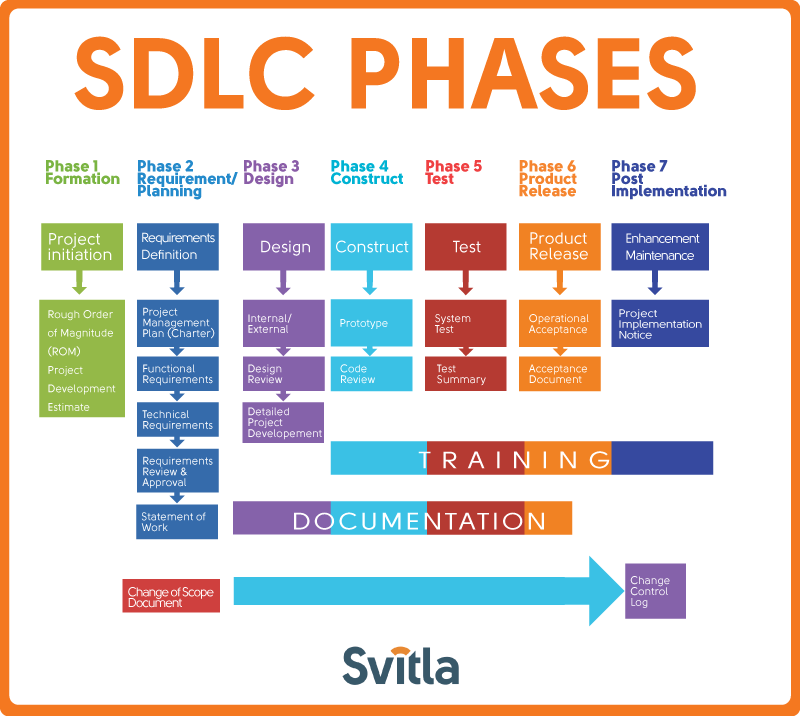 SDLC PHASES
Phase 1
Formation
Phase 2
Requirement/
Planning
Phase 3
Design
Phase 4
Construct
Phase 5
Test
Phase 6
Product
Release
Phase 7
Post
Implementation
Project
initiation
Requirements
Definition
Design
Construct
Test
Product
Release
Enhancement
Maintenance
Rough Order
of Magnitude
(ROM)
Project
Development
Estimate
Project
Management
Plan (Charter)
Functional
Requirements
Technical
Requirements
Requirements
Review &
Approval
Statement of
Work
Internal/
External
Design
Review
Detailed
Project
Developement
Prototype
Code
Review
System
Test
Test
Summary
Operational
Acceptance
Acceptance
Document
Project
Implementation
Notice
TRAINING
DOCUMENTATION
Change of Scope
Document
Change
Control
Log
Svitla